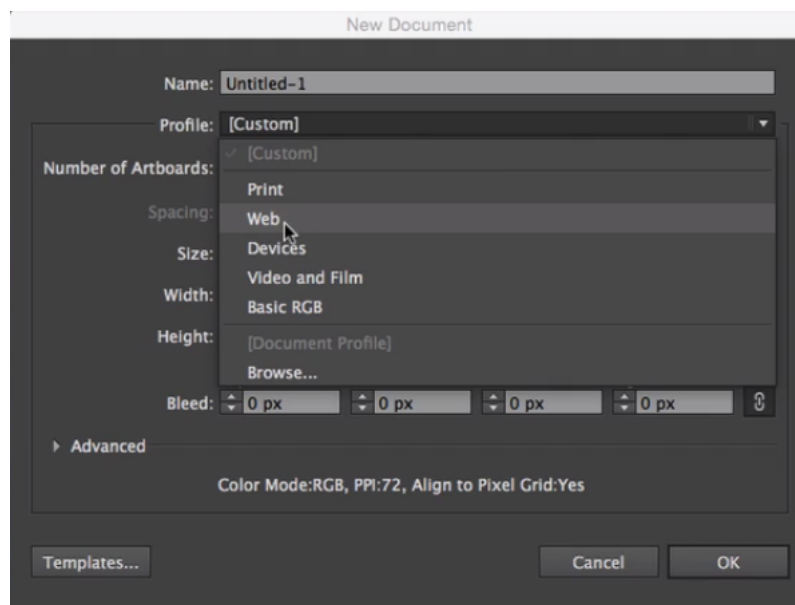 New Document
Name: Untitled-1
Profile: [Custom]
[Custom]
Number of Artboards:
Print
Spacing:
Web
Size:
Devices
Video and Film
Width:
Basic RGB
Height:
[Document Profile]
Browse...
Bleed: 0 px 0 px 0 px 0 px
Advanced
Color Mode:RGB, PPI:72, Align to Pixel Grid:Yes
Templates... Cancel OK